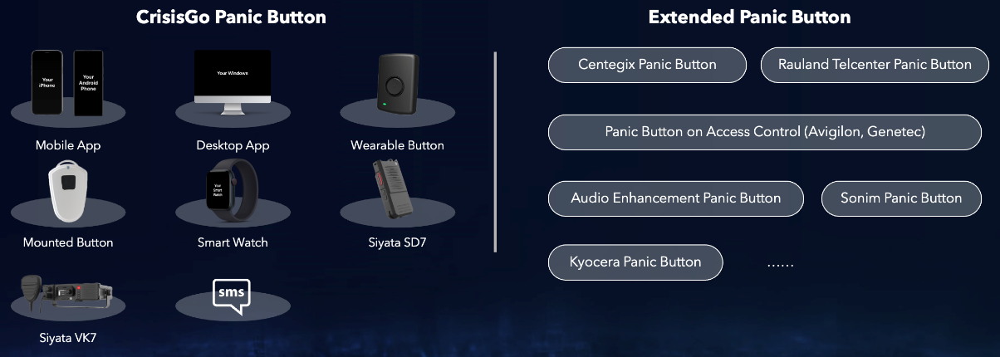 CrisisGo Panic Button
Your
iPhone
Your
Android
Phone
Your Windows
Mobile App
Desktop App
Wearable Button
Your
Smart
Watch
Mounted Button
Smart Watch
Siyata SD7
sms
Siyata VK7
Extended Panic Button
Centegix Panic Button
Rauland Telcenter Panic Button
Panic Button on Access Control (Avigilon, Genetec)
Audio Enhancement Panic Button
Sonim Panic Button
Kyocera Panic Button
......